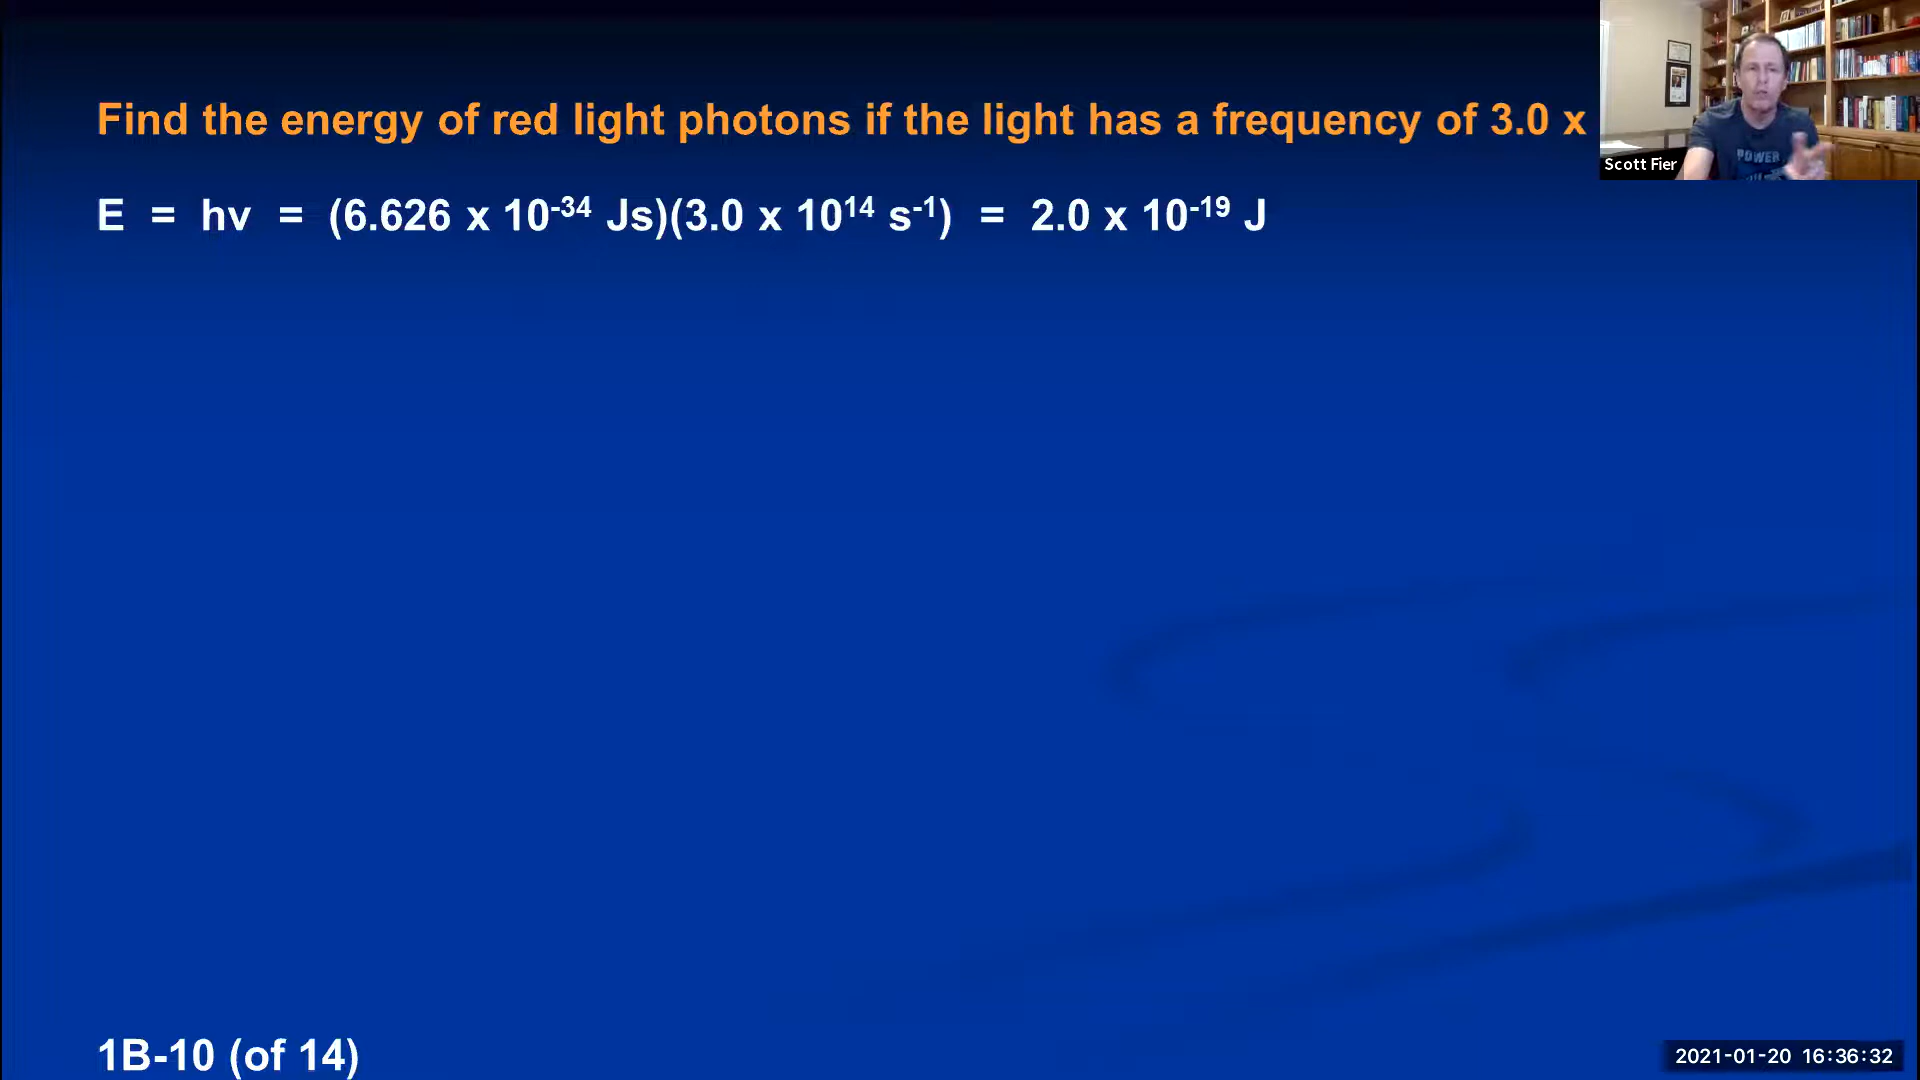 Find the energy of red light photons if the light has a frequency of 3.0 x
E = hv = (6.626 x 10⁻³⁴ Js)(3.0 x 10¹⁴ s⁻¹) = 2.0 x 10⁻¹⁹ J
POWER
Scott Fier
1B-10 (of 14)
2021-01-20 16:36:32